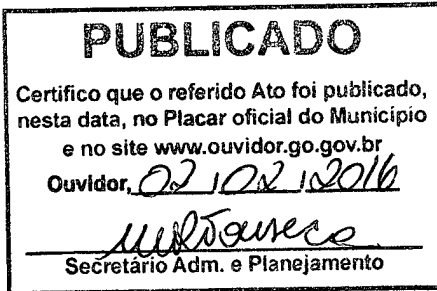 PUBLICADO
Certifico que o referido Ato foi publicado,
nesta data, no Placar oficial do Município
e no site www.ouvidor.go.gov.br
Ouvidor, 02 / 02 / 2016
Secretário Adm. e Planejamento